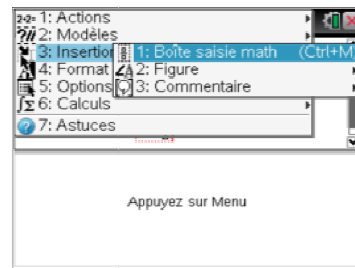 1: Actions
2: Modèles
3: Insertion
1: Boîte saisie math (Ctrl+M)
4: Format
2: Figure
5: Options
3: Commentaire
6: Calculs
7: Astuces
Appuyez sur Menu